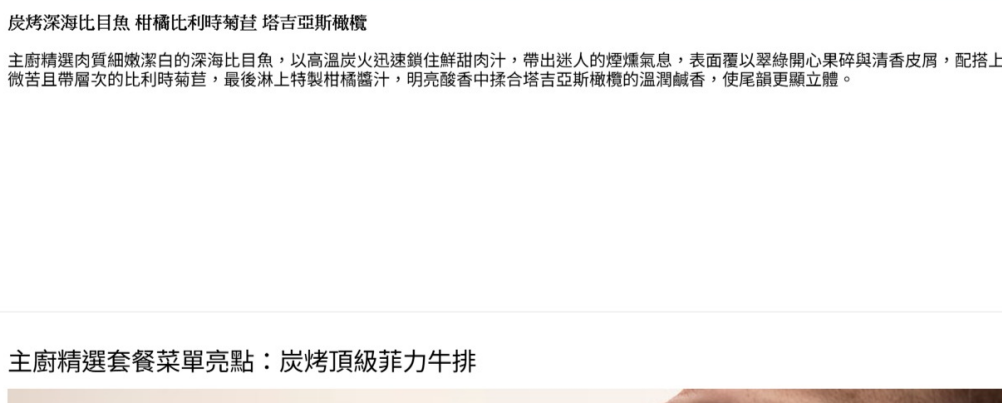 炭烤深海比目魚 柑橘比利時菊苣 塔吉亞斯橄欖
主廚精選肉質細嫩潔白的深海比目魚，以高溫炭火迅速鎖住鮮甜肉汁，帶出迷人的煙燻氣息，表面覆以翠綠開心果碎與清香皮屑，配搭上
微苦且帶層次的比利時菊苣，最後淋上特製柑橘醬汁，明亮酸香中揉合塔吉亞斯橄欖的溫潤鹹香，使尾韻更顯立體。
主廚精選套餐菜單亮點：炭烤頂級菲力牛排